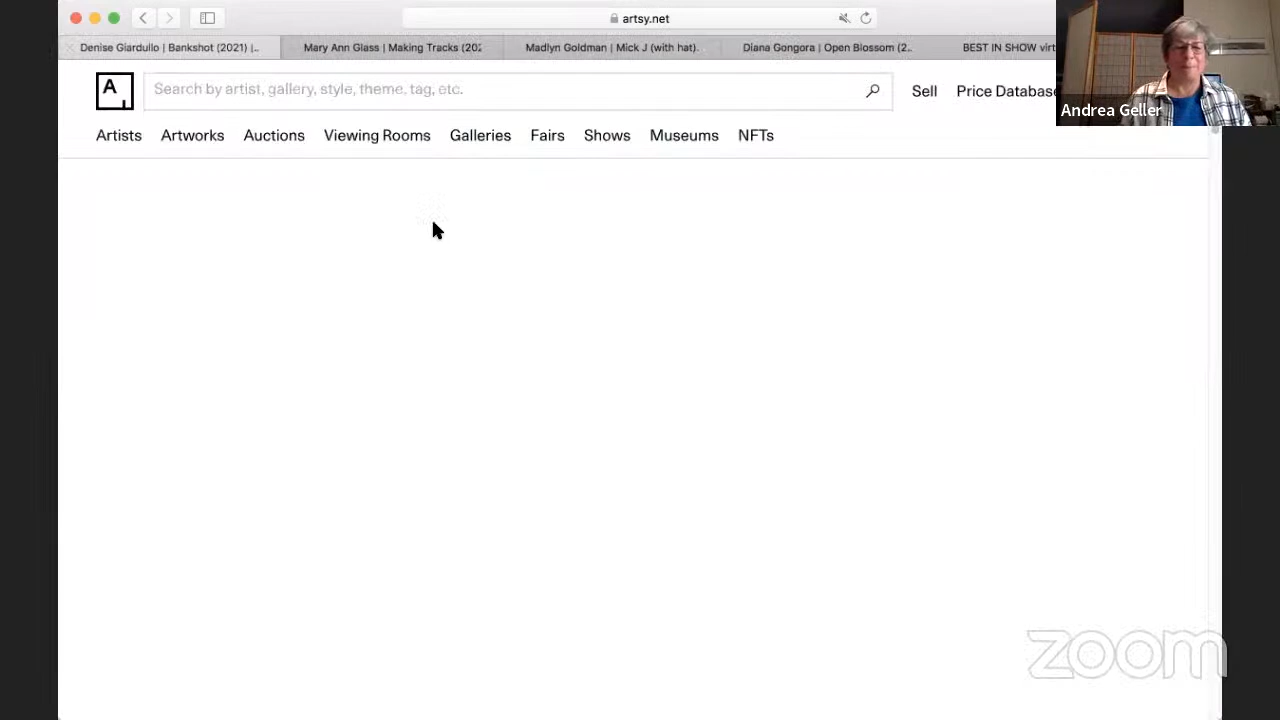 artsy.net
Denise Giardullo | Bankshot (2021) |...
Mary Ann Glass | Making Tracks (202
Madlyn Goldman | Mick J (with hat).
Diana Gongora | Open Blossom (2...
BEST IN SHOW virt
A
Search by artist, gallery, style, theme, tag, etc.
Sell
Price Database
Andrea Geller
Artists
Artworks
Auctions
Viewing Rooms
Galleries
Fairs
Shows
Museums
NFTs
zoom